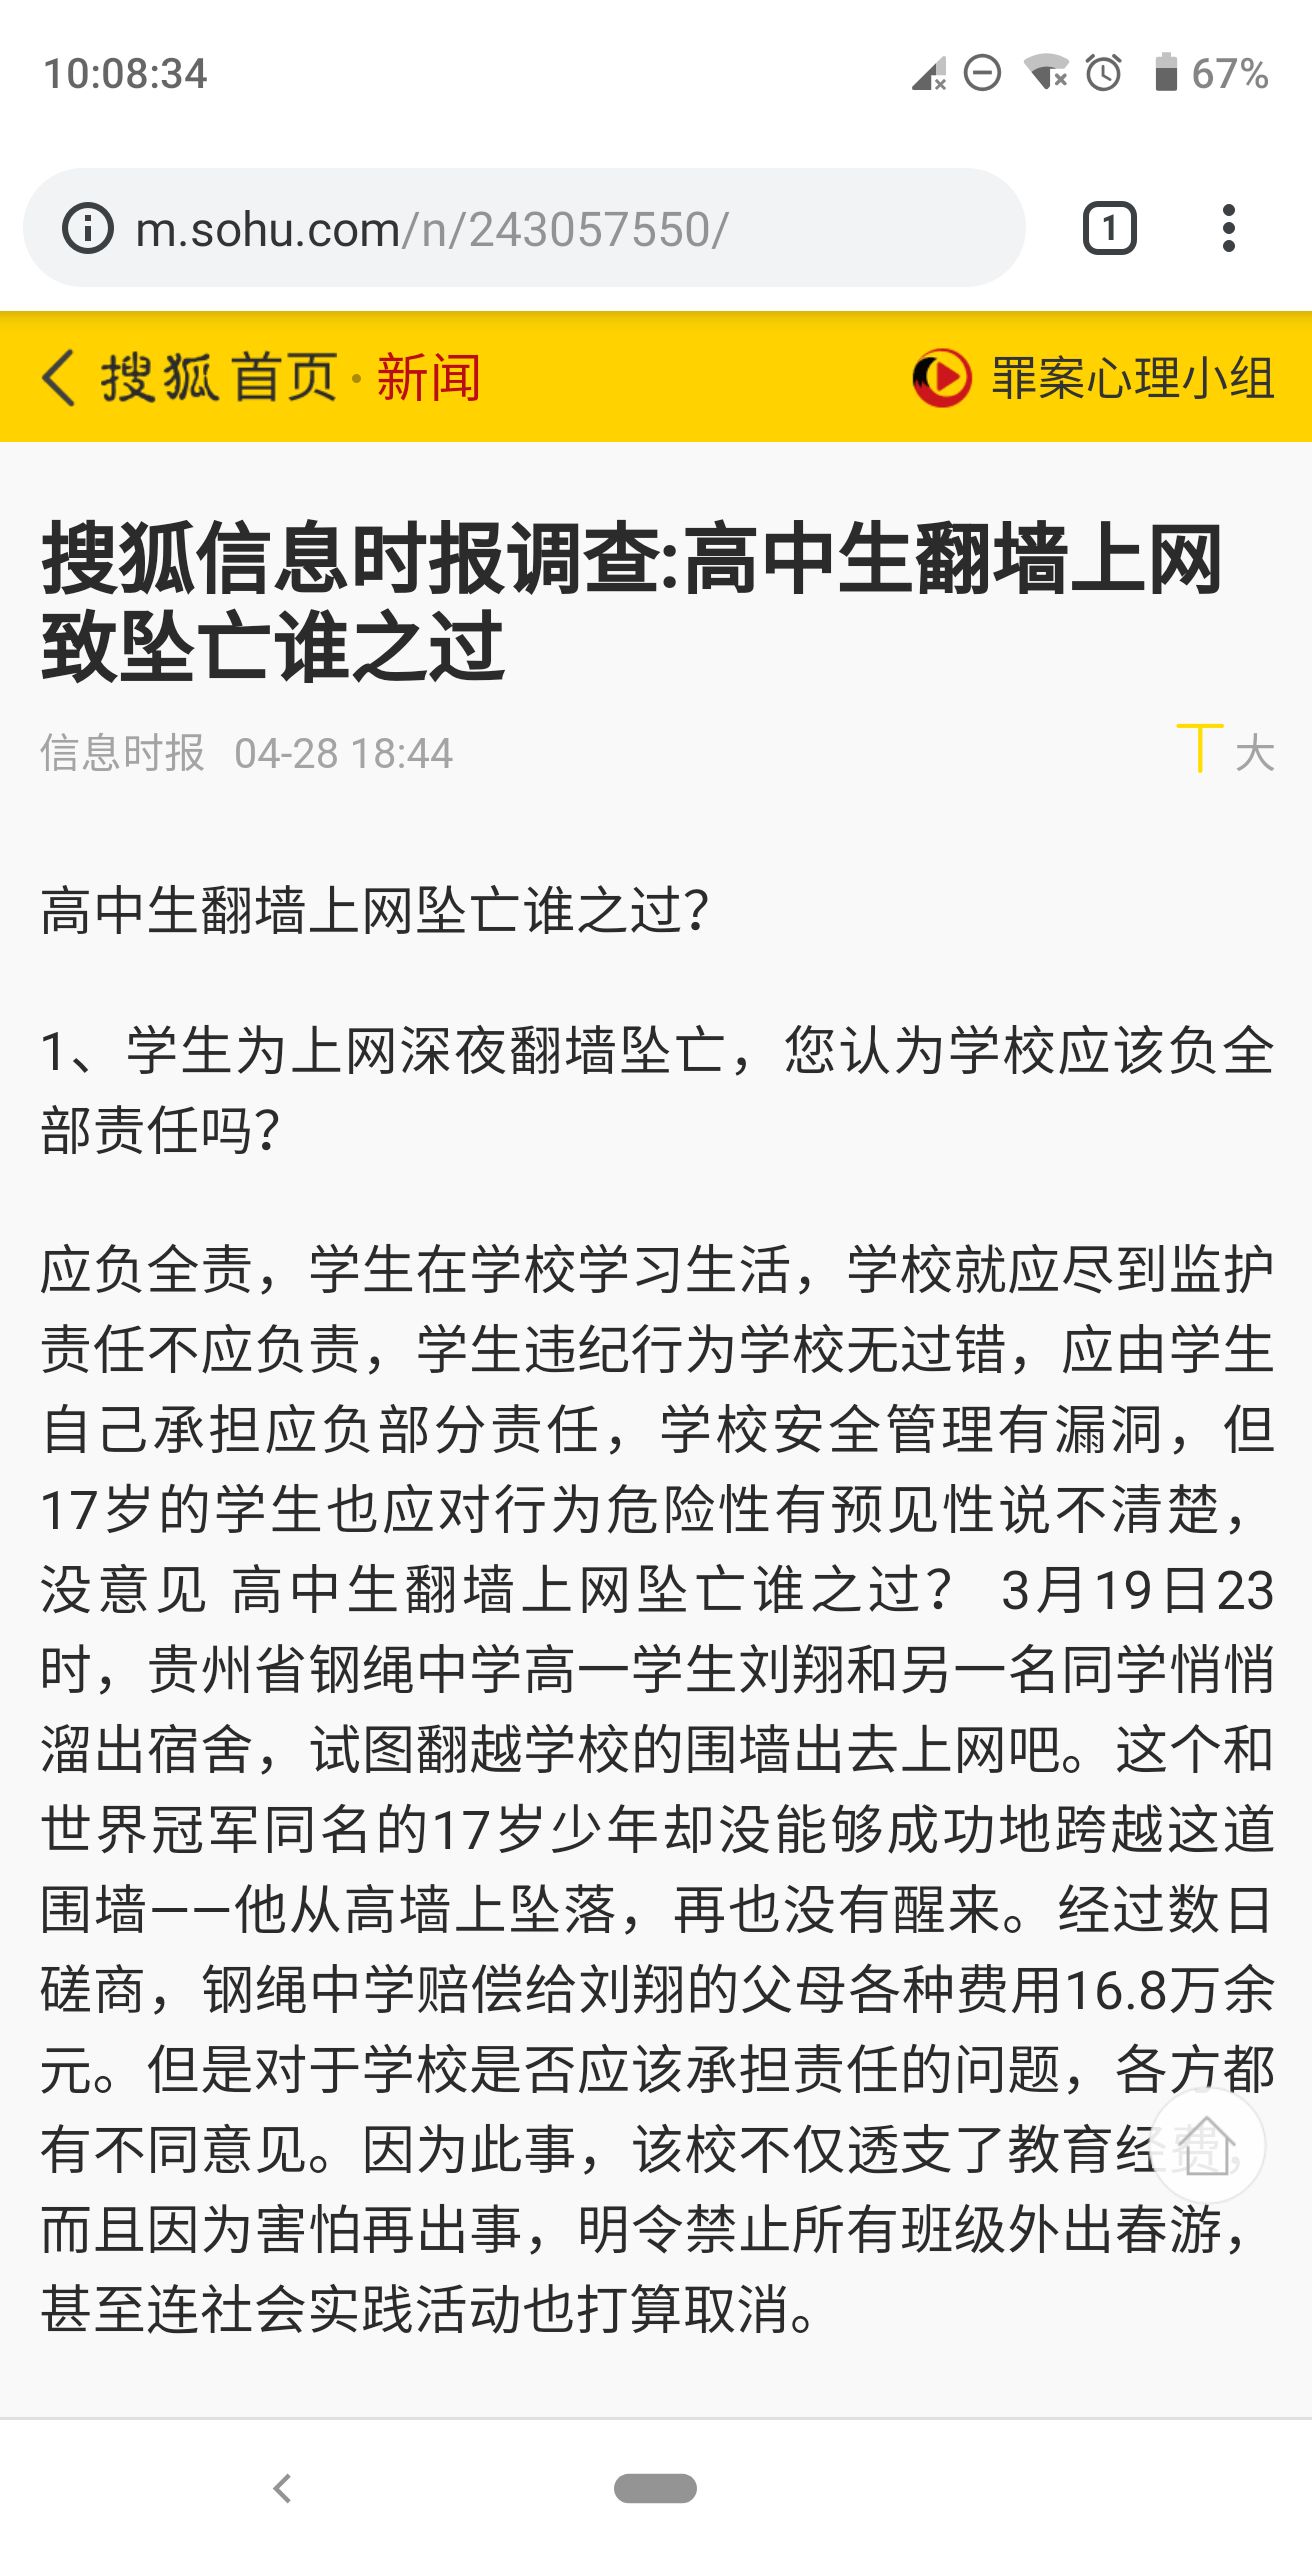 10:08:34
67%
m.sohu.com/n/243057550/
1
搜狐首页·新闻
罪案心理小组
搜狐信息时报调查:高中生翻墙上网
致坠亡谁之过
信息时报 04-28 18:44
大
高中生翻墙上网坠亡谁之过?
1、学生为上网深夜翻墙坠亡，您认为学校应该负全
部责任吗?
应负全责，学生在学校学习生活，学校就应尽到监护
责任不应负责，学生违纪行为学校无过错，应由学生
自己承担应负部分责任，学校安全管理有漏洞，但
17岁的学生也应对行为危险性有预见性说不清楚，
没意见 高中生翻墙上网坠亡谁之过? 3月19日23
时，贵州省钢绳中学高一学生刘翔和另一名同学悄悄
溜出宿舍，试图翻越学校的围墙出去上网吧。这个和
世界冠军同名的17岁少年却没能够成功地跨越这道
围墙——他从高墙上坠落，再也没有醒来。经过数日
磋商，钢绳中学赔偿给刘翔的父母各种费用16.8万余
元。但是对于学校是否应该承担责任的问题，各方都
有不同意见。因为此事，该校不仅透支了教育经费，
而且因为害怕再出事，明令禁止所有班级外出春游，
甚至连社会实践活动也打算取消。